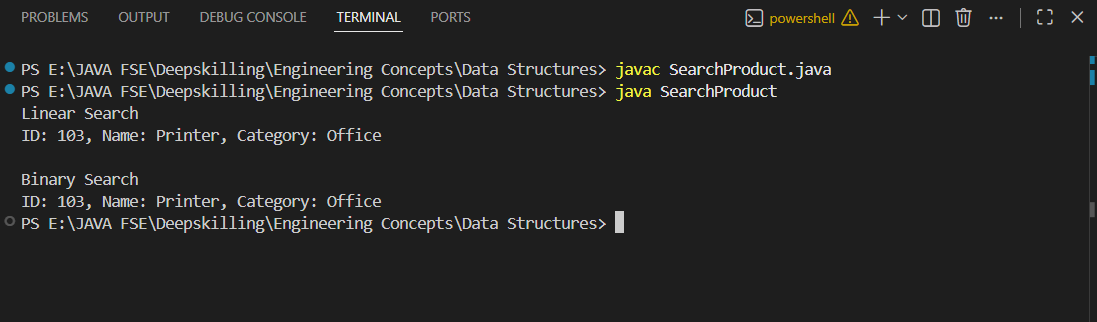 PROBLEMS OUTPUT DEBUG CONSOLE TERMINAL PORTS powershell
PS E:\JAVA FSE\Deepskilling\Engineering Concepts\Data Structures> javac SearchProduct.java
PS E:\JAVA FSE\Deepskilling\Engineering Concepts\Data Structures> java SearchProduct
Linear Search
ID: 103, Name: Printer, Category: Office
Binary Search
ID: 103, Name: Printer, Category: Office
PS E:\JAVA FSE\Deepskilling\Engineering Concepts\Data Structures>